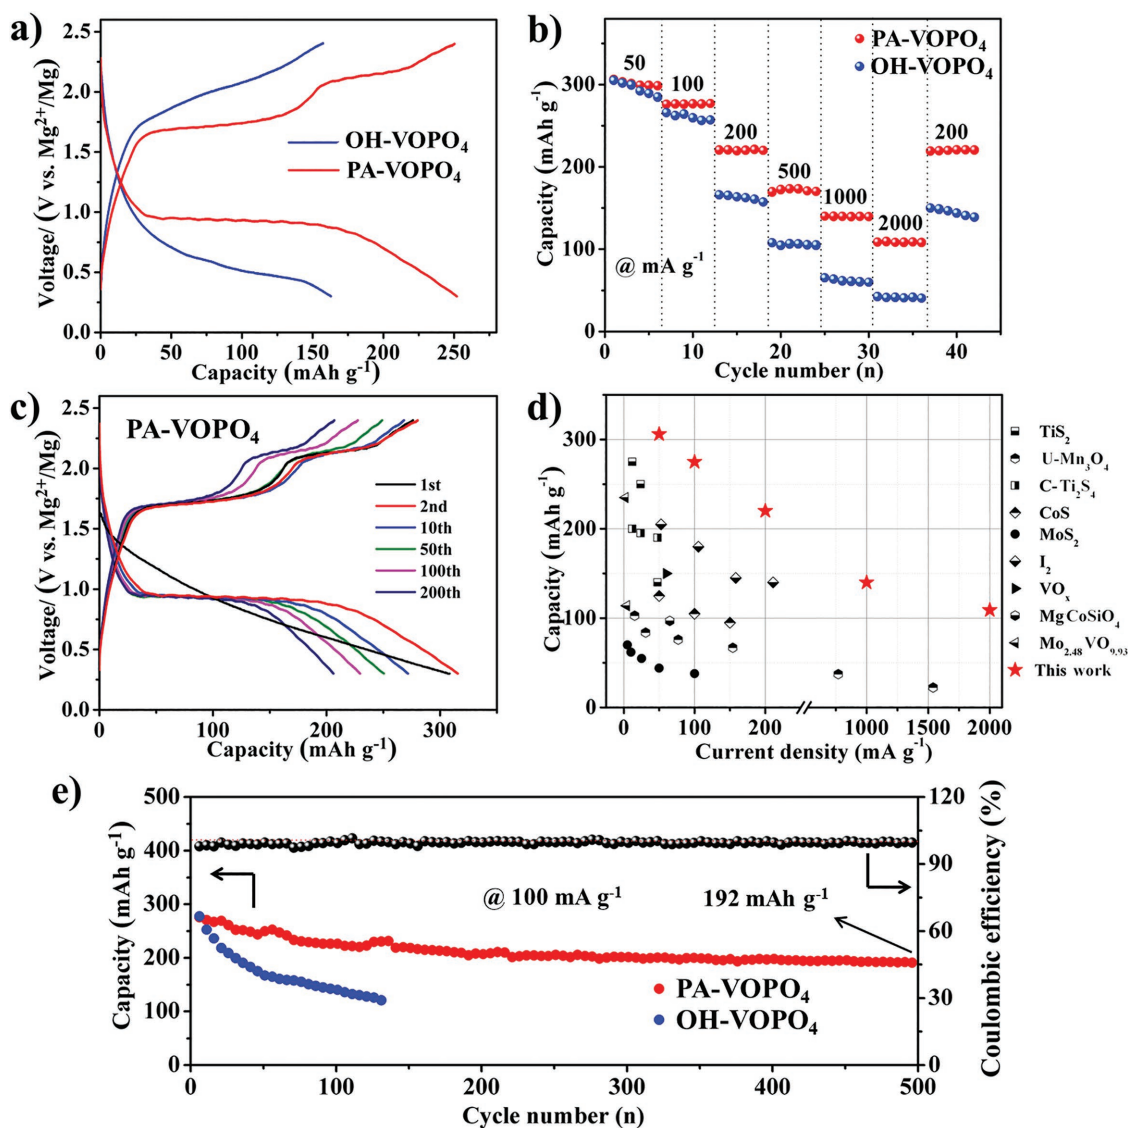 a)
2.5
2.0
1.5
1.0
0.5
0.0
Voltage/ (V vs. Mg²⁺/Mg)
OH-VOPO₄
PA-VOPO₄
0 50 100 150 200 250
Capacity (mAh g⁻¹)
b)
300
200
100
0
Capacity (mAh g⁻¹)
PA-VOPO₄
OH-VOPO₄
50
100
200
500
1000
2000
200
@ mA g⁻¹
0 10 20 30 40
Cycle number (n)
c)
2.5
2.0
1.5
1.0
0.5
0.0
Voltage/ (V vs. Mg²⁺/Mg)
PA-VOPO₄
1st
2nd
10th
50th
100th
200th
0 100 200 300
Capacity (mAh g⁻¹)
d)
300
200
100
0
Capacity (mAh g⁻¹)
0 50 100 150 200 1000 1500 2000
Current density (mA g⁻¹)
TiS₂
U-Mn₃O₄
C-Ti₂S₄
CoS
MoS₂
I₂
VOₓ
MgCoSiO₄
Mo₂.₄₈VO₉.₉₃
This work
e)
500
400
300
200
100
0
Capacity (mAh g⁻¹)
@ 100 mA g⁻¹
192 mAh g⁻¹
PA-VOPO₄
OH-VOPO₄
120
90
60
30
0
Coulombic efficiency (%)
0 100 200 300 400 500
Cycle number (n)